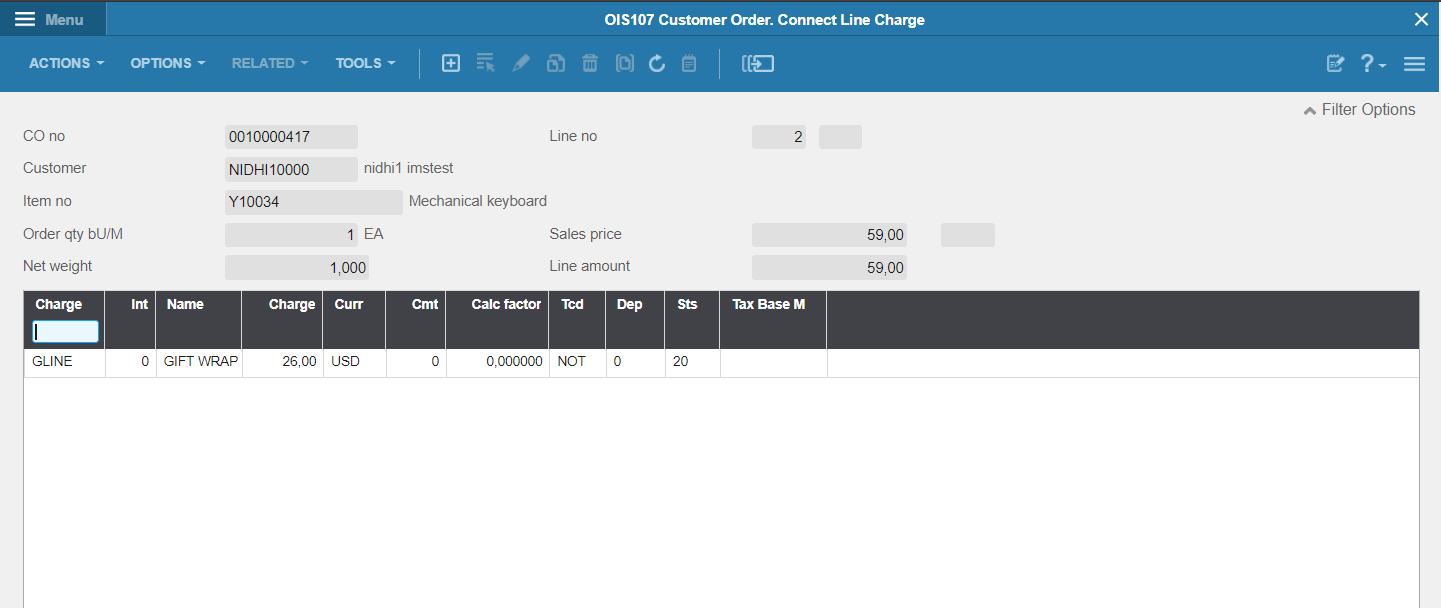 Menu OIS107 Customer Order. Connect Line Charge
ACTIONS OPTIONS RELATED TOOLS ?
Filter Options
CO no 0010000417 Line no 2
Customer NIDHI10000 nidhi1 imstest
Item no Y10034 Mechanical keyboard
Order qty bU/M 1 EA Sales price 59,00
Net weight 1,000 Line amount 59,00
Charge Int Name Charge Curr Cmt Calc factor Tcd Dep Sts Tax Base M
GLINE 0 GIFT WRAP 26,00 USD 0 0,000000 NOT 0 20